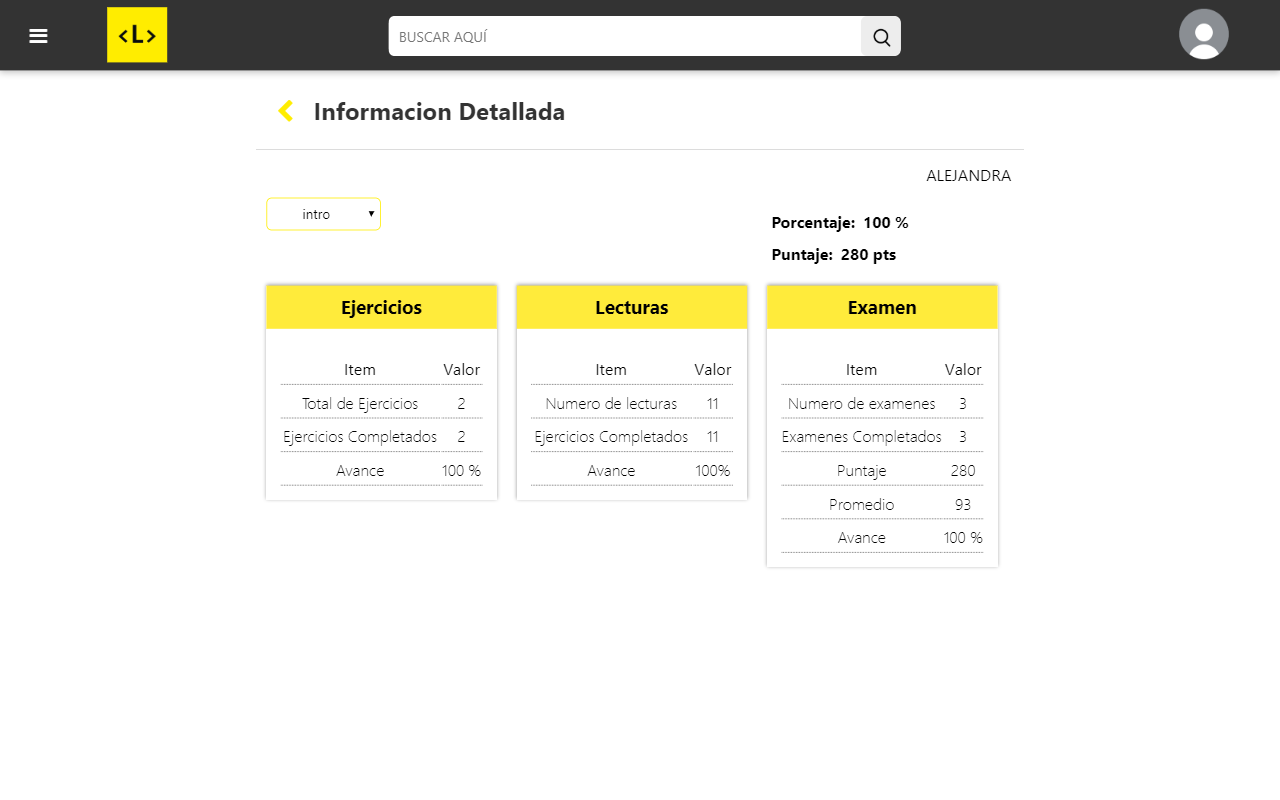 <L>
BUSCAR AQUÍ
Informacion Detallada
ALEJANDRA
intro
Porcentaje: 100 %
Puntaje: 280 pts
Ejercicios
Item Valor
Total de Ejercicios 2
Ejercicios Completados 2
Avance 100 %
Lecturas
Item Valor
Numero de lecturas 11
Ejercicios Completados 11
Avance 100%
Examen
Item Valor
Numero de examenes 3
Examenes Completados 3
Puntaje 280
Promedio 93
Avance 100 %